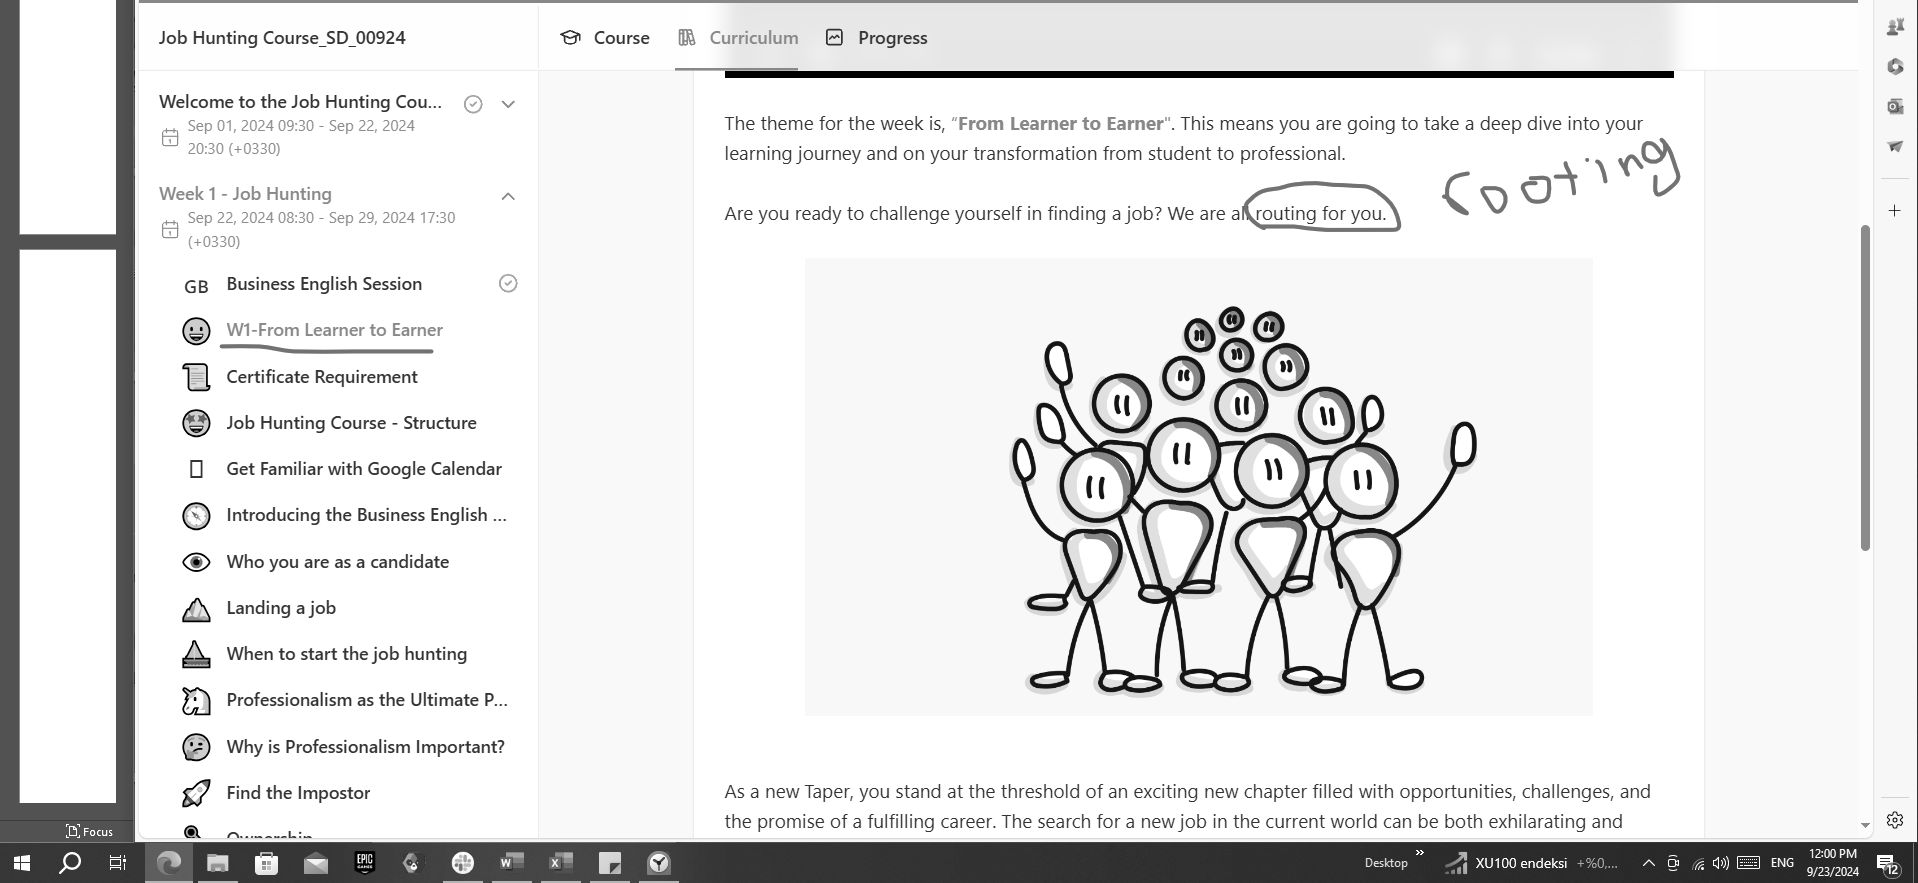 Job Hunting Course_SD_00924
Course
Curriculum
Progress
Welcome to the Job Hunting Cou...
Sep 01, 2024 09:30 - Sep 22, 2024
20:30 (+0330)
Week 1 - Job Hunting
Sep 22, 2024 08:30 - Sep 29, 2024 17:30
(+0330)
GB Business English Session
W1-From Learner to Earner
Certificate Requirement
Job Hunting Course - Structure
Get Familiar with Google Calendar
Introducing the Business English ...
Who you are as a candidate
Landing a job
When to start the job hunting
Professionalism as the Ultimate P...
Why is Professionalism Important?
Find the Impostor
Ownership
The theme for the week is, "From Learner to Earner". This means you are going to take a deep dive into your
learning journey and on your transformation from student to professional.
rooting
Are you ready to challenge yourself in finding a job? We are all routing for you.
As a new Taper, you stand at the threshold of an exciting new chapter filled with opportunities, challenges, and
the promise of a fulfilling career. The search for a new job in the current world can be both exhilarating and
Focus
EPIC GAMES
Desktop
XU100 endeksi +%0,...
ENG
12:00 PM
9/23/2024
12